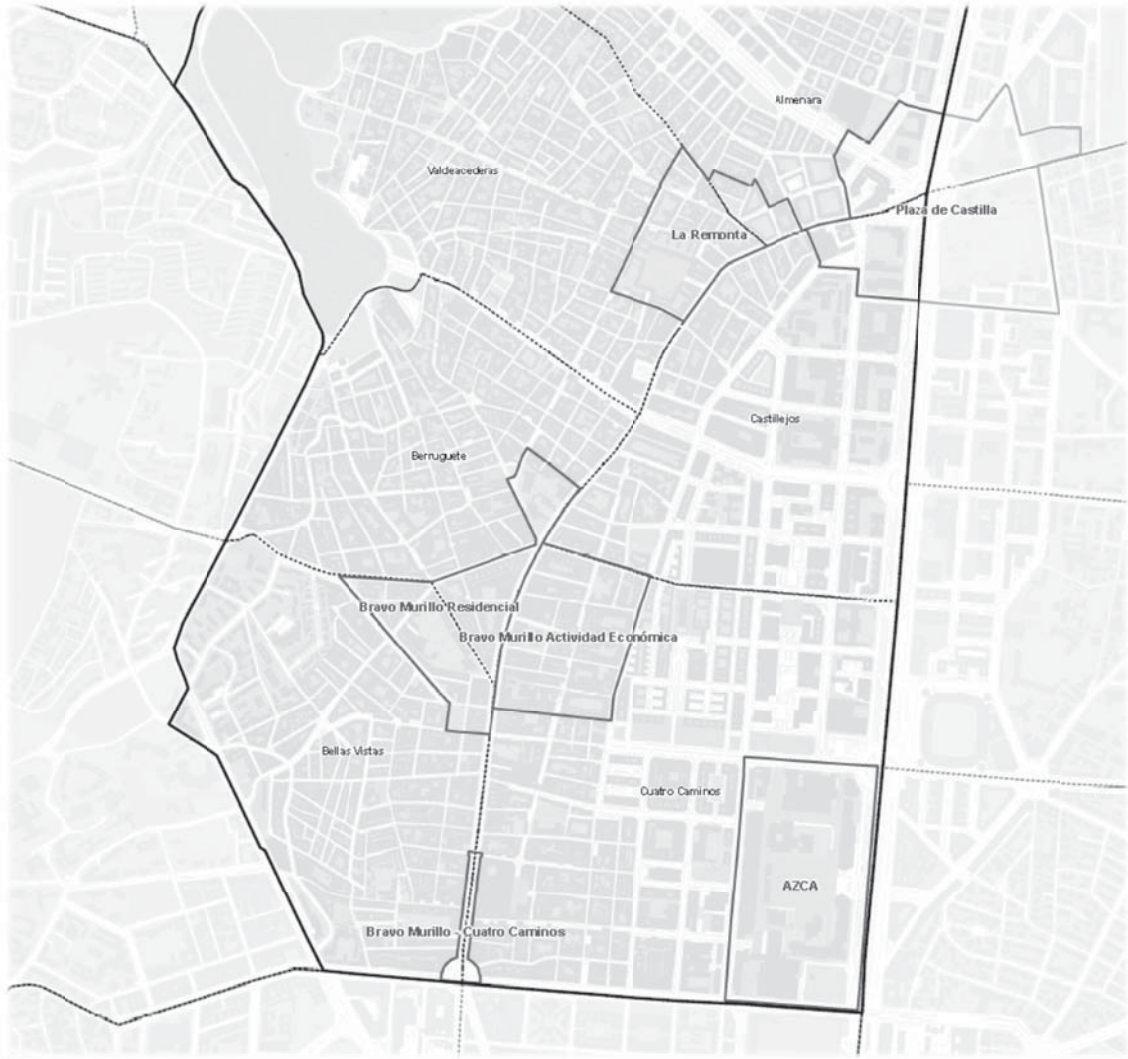 Almenara
Valdeacederas
Plaza de Castilla
La Remonta
Castillejos
Berruguete
Bravo Murillo Residencial
Bravo Murillo Actividad Económica
Bellas Vistas
Cuatro Caminos
AZCA
Bravo Murillo - Cuatro Caminos